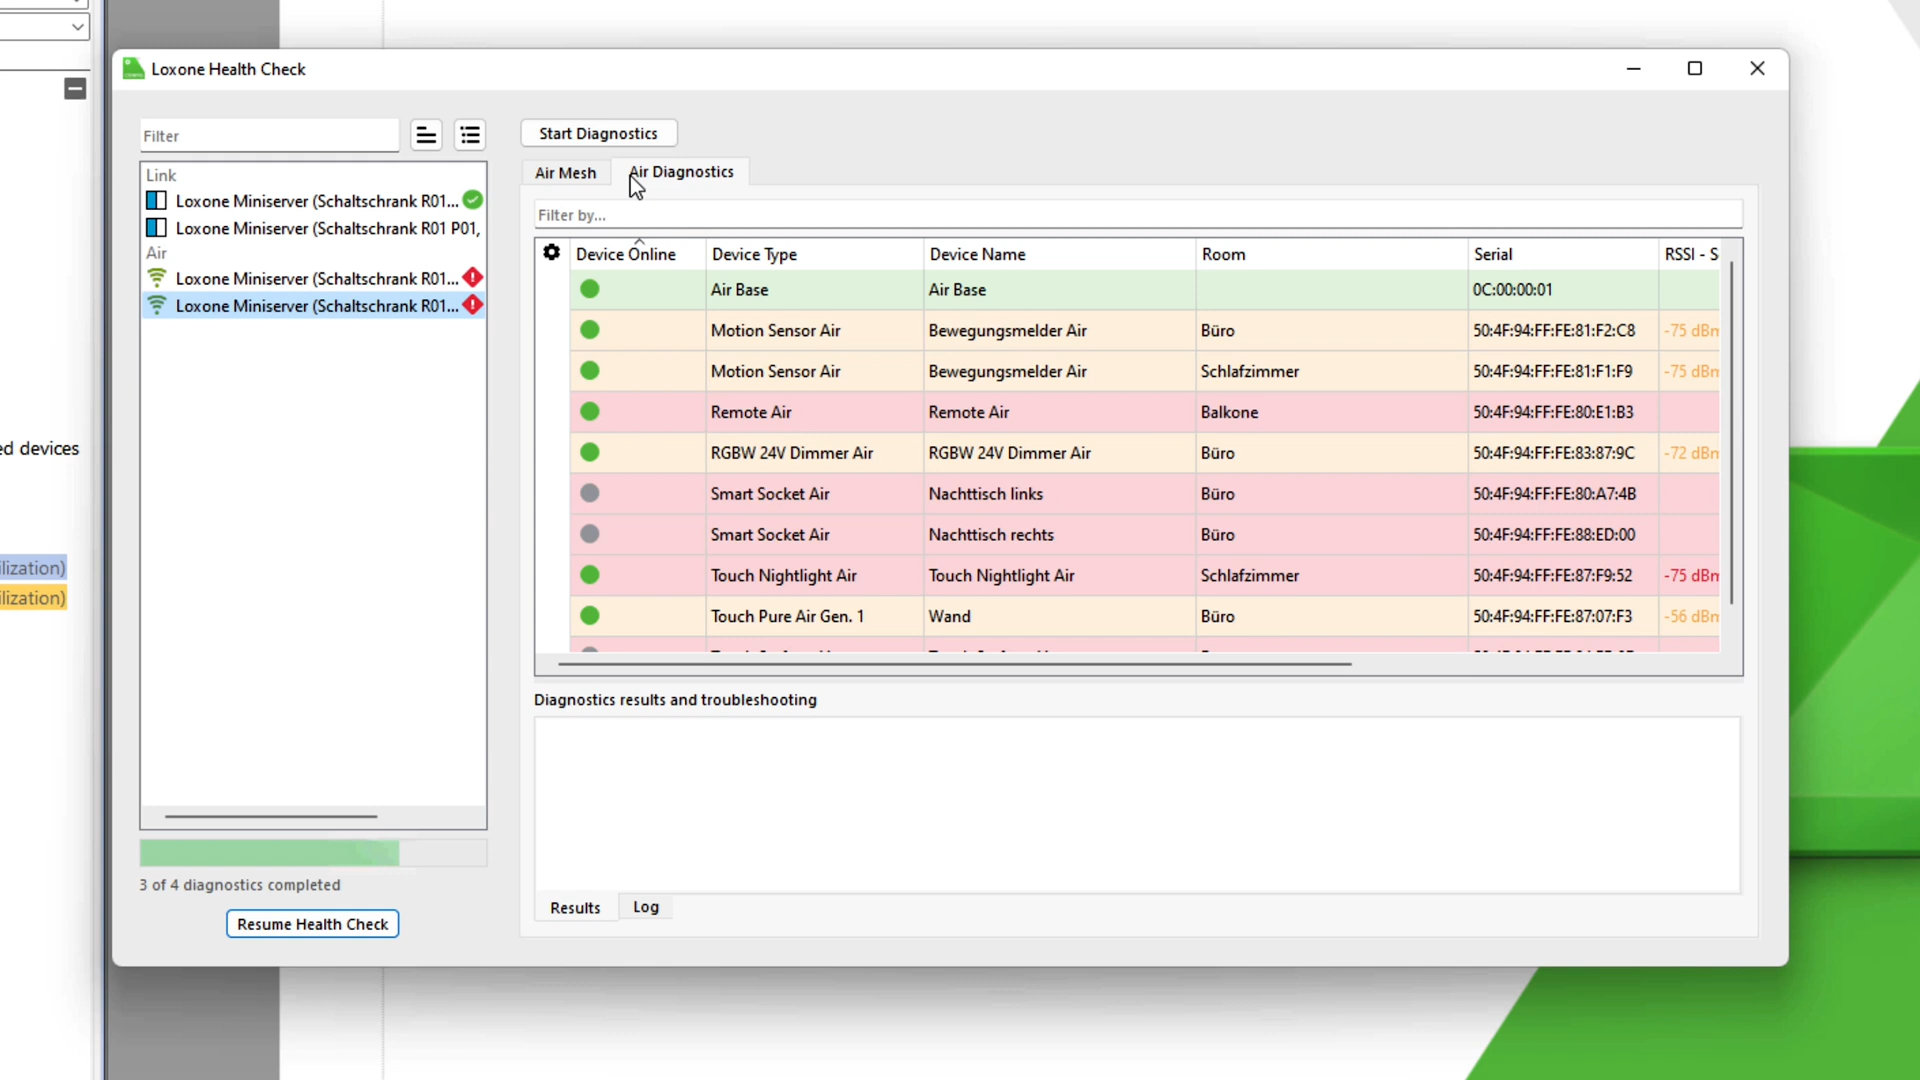 Loxone Health Check
Filter
Link
Loxone Miniserver (Schaltschrank R01...
Loxone Miniserver (Schaltschrank R01 P01,
Air
Loxone Miniserver (Schaltschrank R01...
Loxone Miniserver (Schaltschrank R01...
3 of 4 diagnostics completed
Resume Health Check
Start Diagnostics
Air Mesh Air Diagnostics
Filter by...
Device Online Device Type Device Name Room Serial RSSI - S
Air Base Air Base 0C:00:00:01
Motion Sensor Air Bewegungsmelder Air Büro 50:4F:94:FF:FE:81:F2:C8 -75 dBm
Motion Sensor Air Bewegungsmelder Air Schlafzimmer 50:4F:94:FF:FE:81:F1:F9 -75 dBm
Remote Air Remote Air Balkone 50:4F:94:FF:FE:80:E1:B3
RGBW 24V Dimmer Air RGBW 24V Dimmer Air Büro 50:4F:94:FF:FE:83:87:9C -72 dBm
Smart Socket Air Nachttisch links Büro 50:4F:94:FF:FE:80:A7:4B
Smart Socket Air Nachttisch rechts Büro 50:4F:94:FF:FE:88:ED:00
Touch Nightlight Air Touch Nightlight Air Schlafzimmer 50:4F:94:FF:FE:87:F9:52 -75 dBm
Touch Pure Air Gen. 1 Wand Büro 50:4F:94:FF:FE:87:07:F3 -56 dBm
Diagnostics results and troubleshooting
Results Log
ed devices
ilization)
ilization)